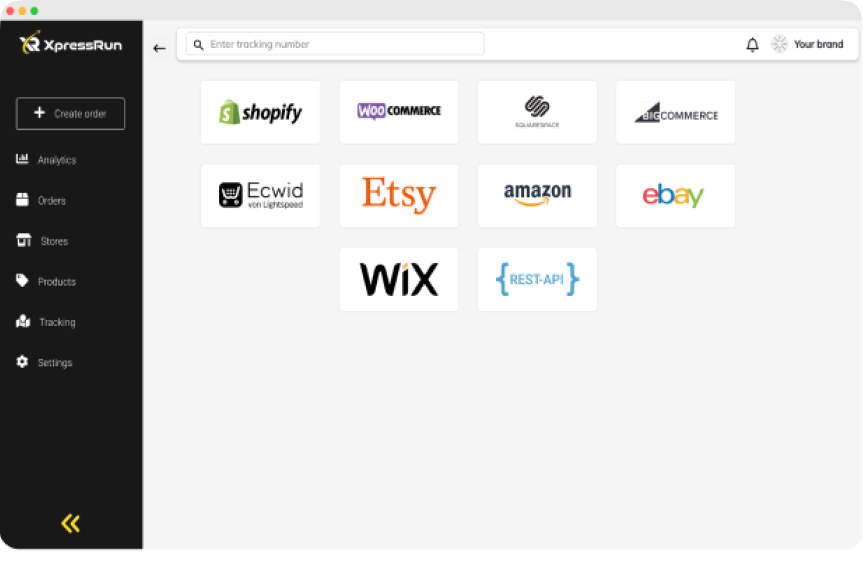 XpressRun
Enter tracking number
Your brand
Create order
Analytics
Orders
Stores
Products
Tracking
Settings
shopify
WOO COMMERCE
SQUARESPACE
BIGCOMMERCE
Ecwid
von Lightspeed
Etsy
amazon
ebay
WiX
{REST-API}